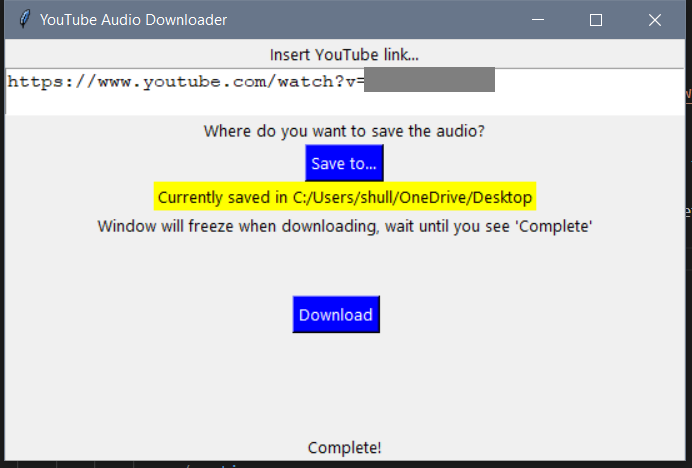 YouTube Audio Downloader
Insert YouTube link...
https://www.youtube.com/watch?v=
Where do you want to save the audio?
Save to...
Currently saved in C:/Users/shull/OneDrive/Desktop
Window will freeze when downloading, wait until you see 'Complete'
Download
Complete!